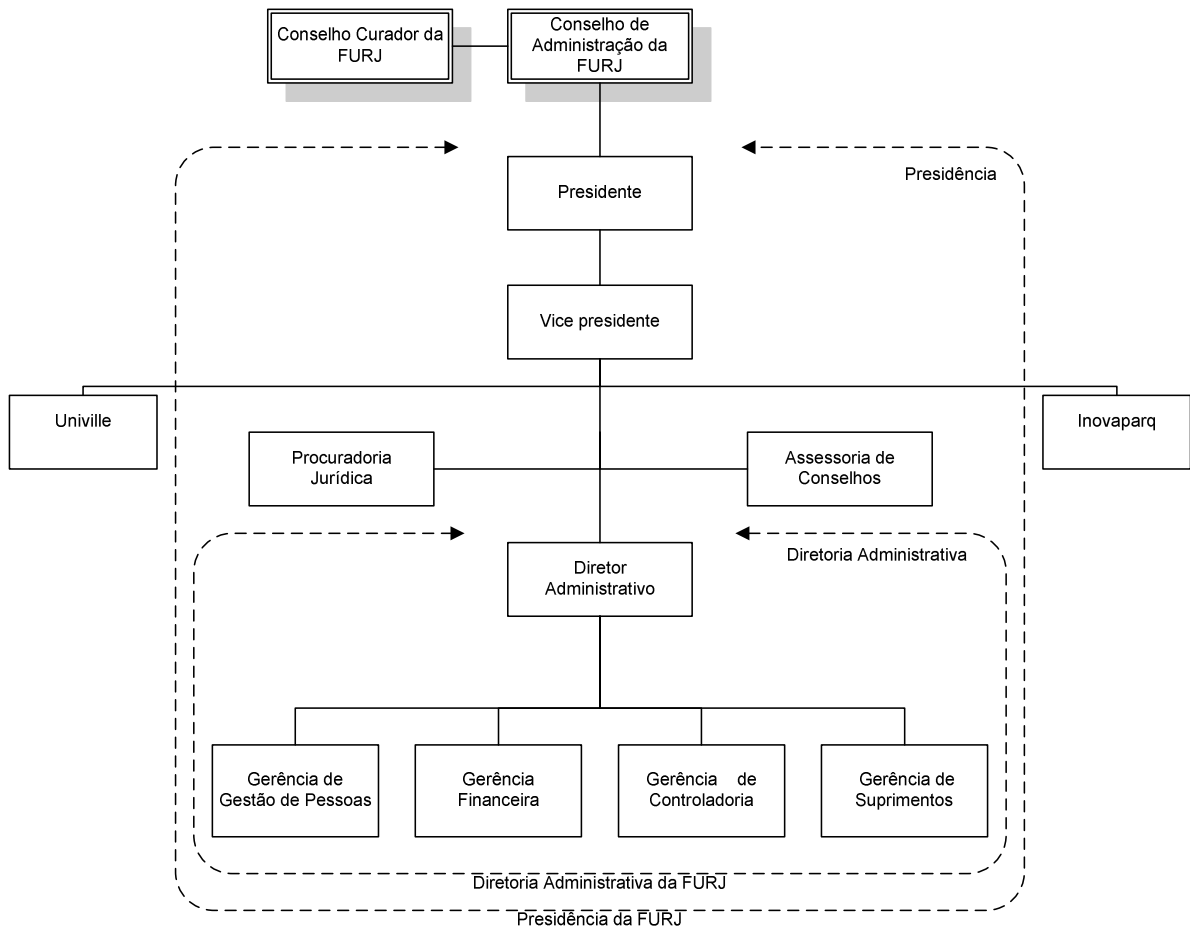 Conselho Curador da
FURJ
Conselho de
Administração da
FURJ
Presidência
Presidente
Vice presidente
Univille
Inovaparq
Procuradoria
Jurídica
Assessoria de
Conselhos
Diretoria Administrativa
Diretor
Administrativo
Gerência de
Gestão de Pessoas
Gerência
Financeira
Gerência de
Controladoria
Gerência de
Suprimentos
Diretoria Administrativa da FURJ
Presidência da FURJ